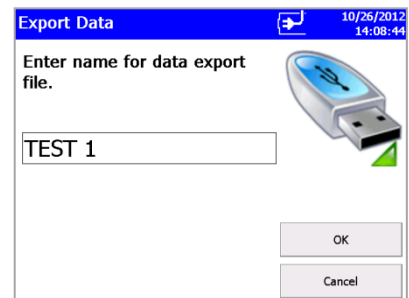 Export Data
10/26/2012
14:08:44
Enter name for data export
file.
TEST 1
OK
Cancel